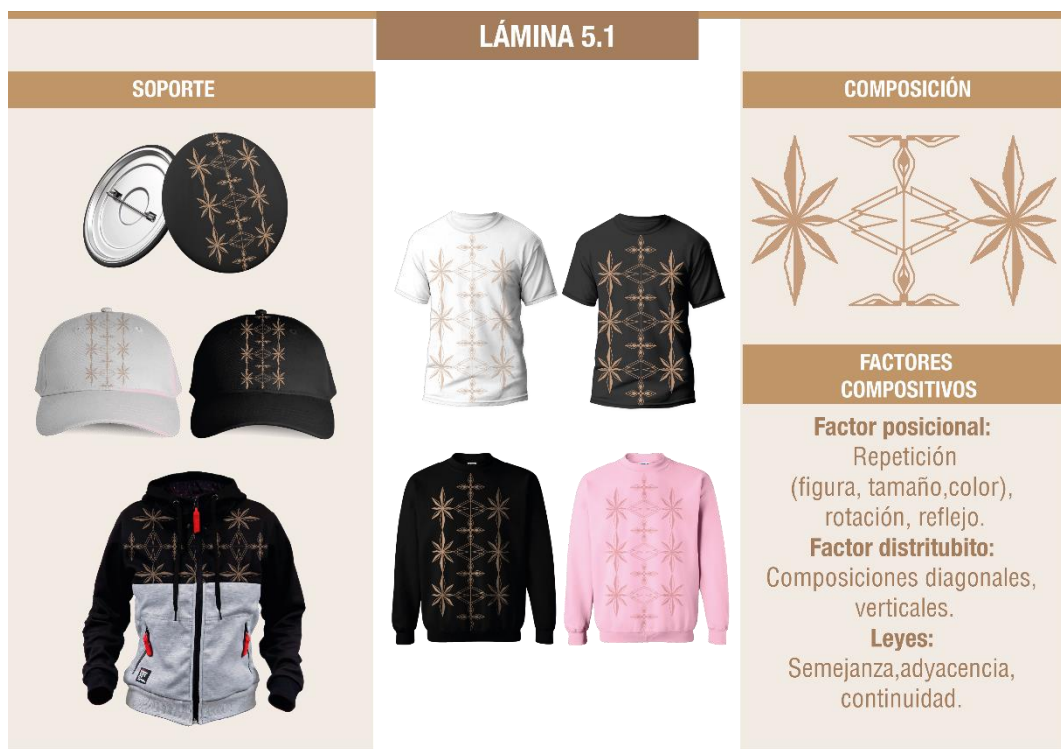 LÁMINA 5.1
SOPORTE
COMPOSICIÓN
FACTORES
COMPOSITIVOS
Factor posicional:
Repetición
(figura, tamaño,color),
rotación, reflejo.
Factor distritubito:
Composiciones diagonales,
verticales.
Leyes:
Semejanza,adyacencia,
continuidad.